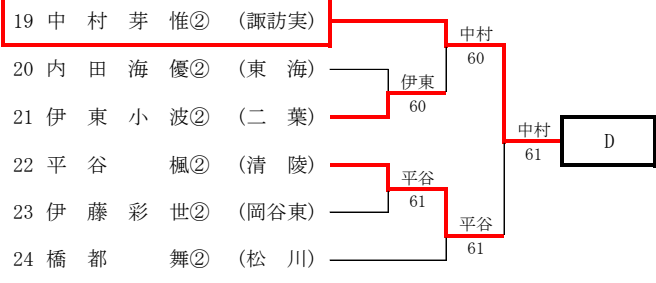 19 中 村 芽 惟② (諏訪実)
中村
60
20 内 田 海 優② (東 海)
伊東
60
21 伊 東 小 波② (二 葉)
中村
61
D
22 平 谷 楓② (清 陵)
平谷
61
23 伊 藤 彩 世② (岡谷東)
平谷
61
24 橋 都 舞② (松 川)